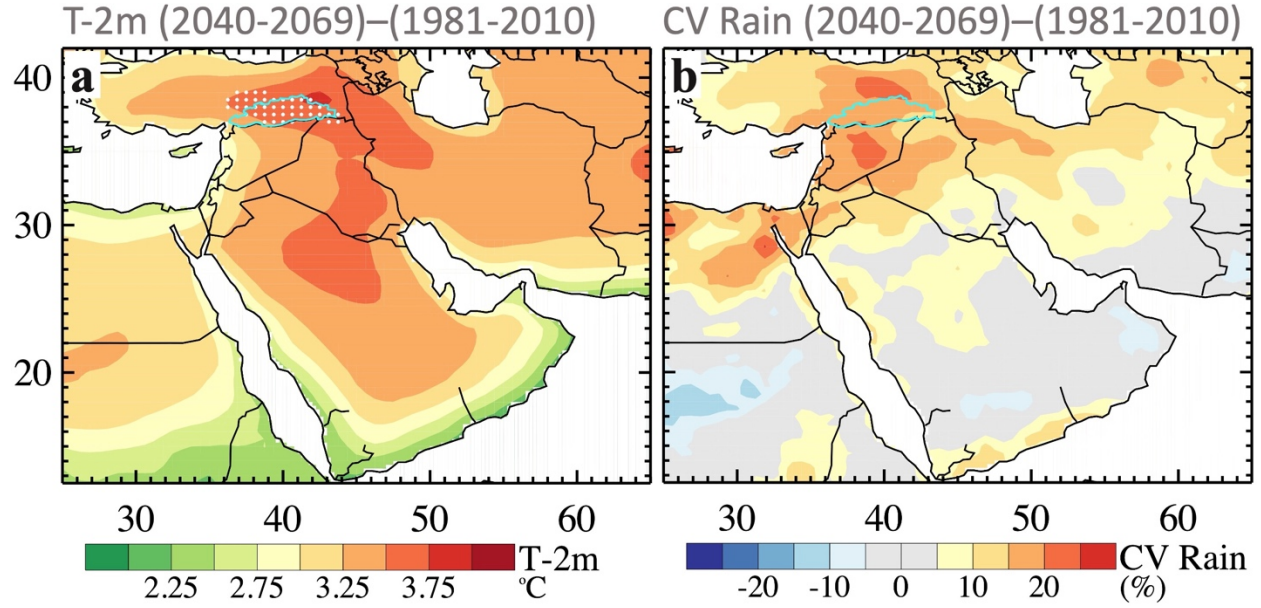 T-2m (2040-2069)–(1981-2010)
CV Rain (2040-2069)–(1981-2010)
a
b
40
30
20
30 40 50 60
30 40 50 60
2.25 2.75 3.25 3.75
T-2m
°C
-20 -10 0 10 20
CV Rain
(%)